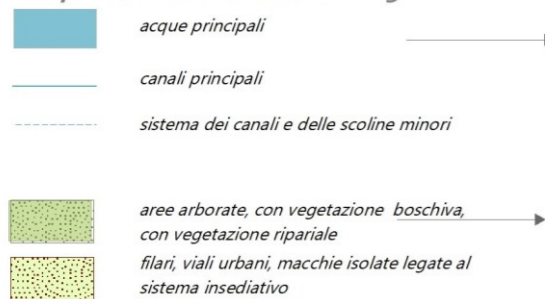 acque principali
canali principali
sistema dei canali e delle scoline minori
aree arborate, con vegetazione boschiva,
con vegetazione ripariale
filari, viali urbani, macchie isolate legate al
sistema insediativo